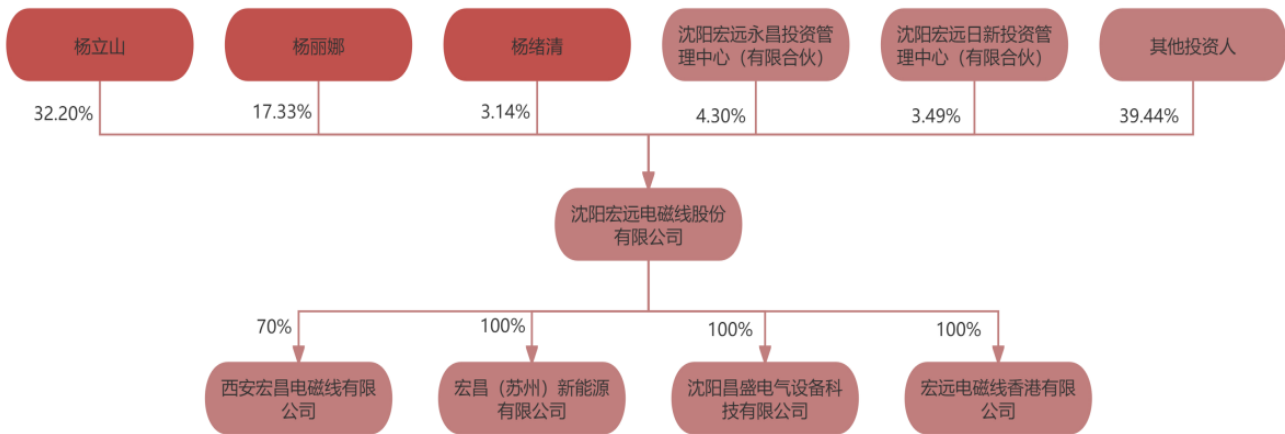 杨立山
杨丽娜
杨绪清
沈阳宏远永昌投资管
理中心（有限合伙）
沈阳宏远日新投资管
理中心（有限合伙）
其他投资人
32.20%
17.33%
3.14%
4.30%
3.49%
39.44%
沈阳宏远电磁线股份
有限公司
70%
100%
100%
100%
西安宏昌电磁线有限
公司
宏昌（苏州）新能源
有限公司
沈阳昌盛电气设备科
技有限公司
宏远电磁线香港有限
公司